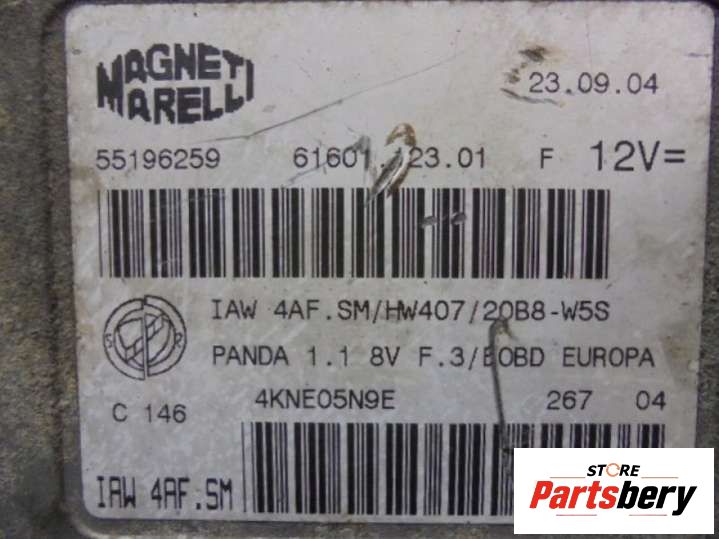 MAGNETI MARELLI
23.09.04
55196259 61601. 23.01 F 12V=
IAW 4AF.SM/HW407/20B8-W5S
PANDA 1.1 8V F.3/EOBD EUROPA
C 146
4KNE05N9E 267 04
IAW 4AF.SM
STORE
Partsbery